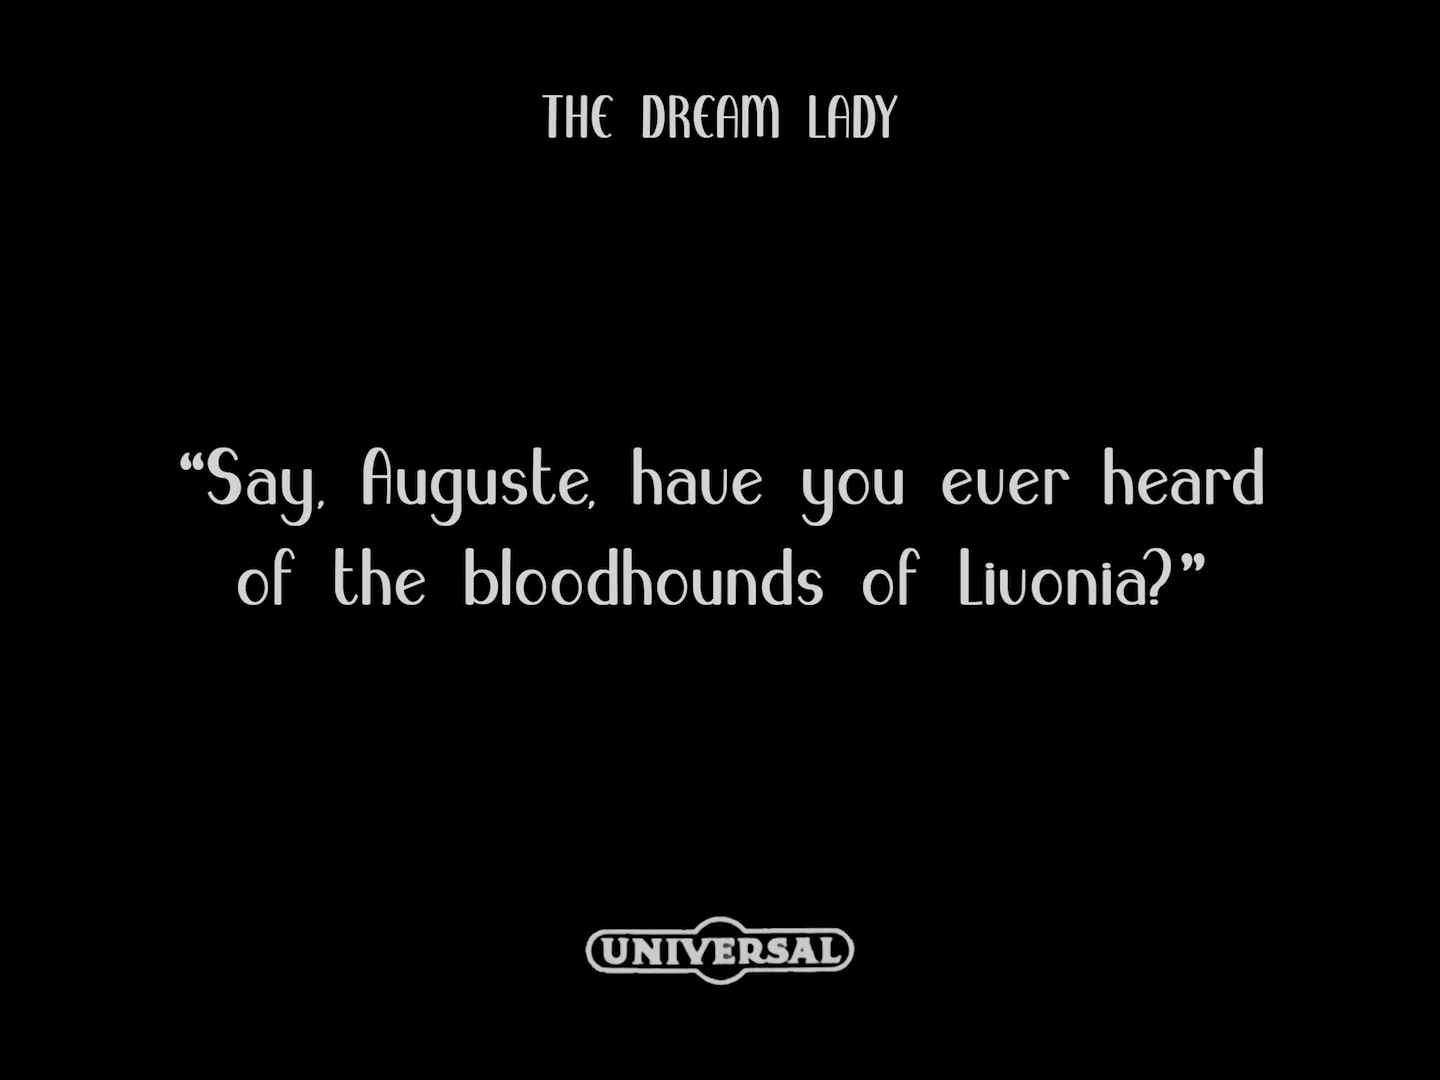 THE DREAM LADY
“Say, Auguste, have you ever heard
of the bloodhounds of Livonia?”
UNIVERSAL